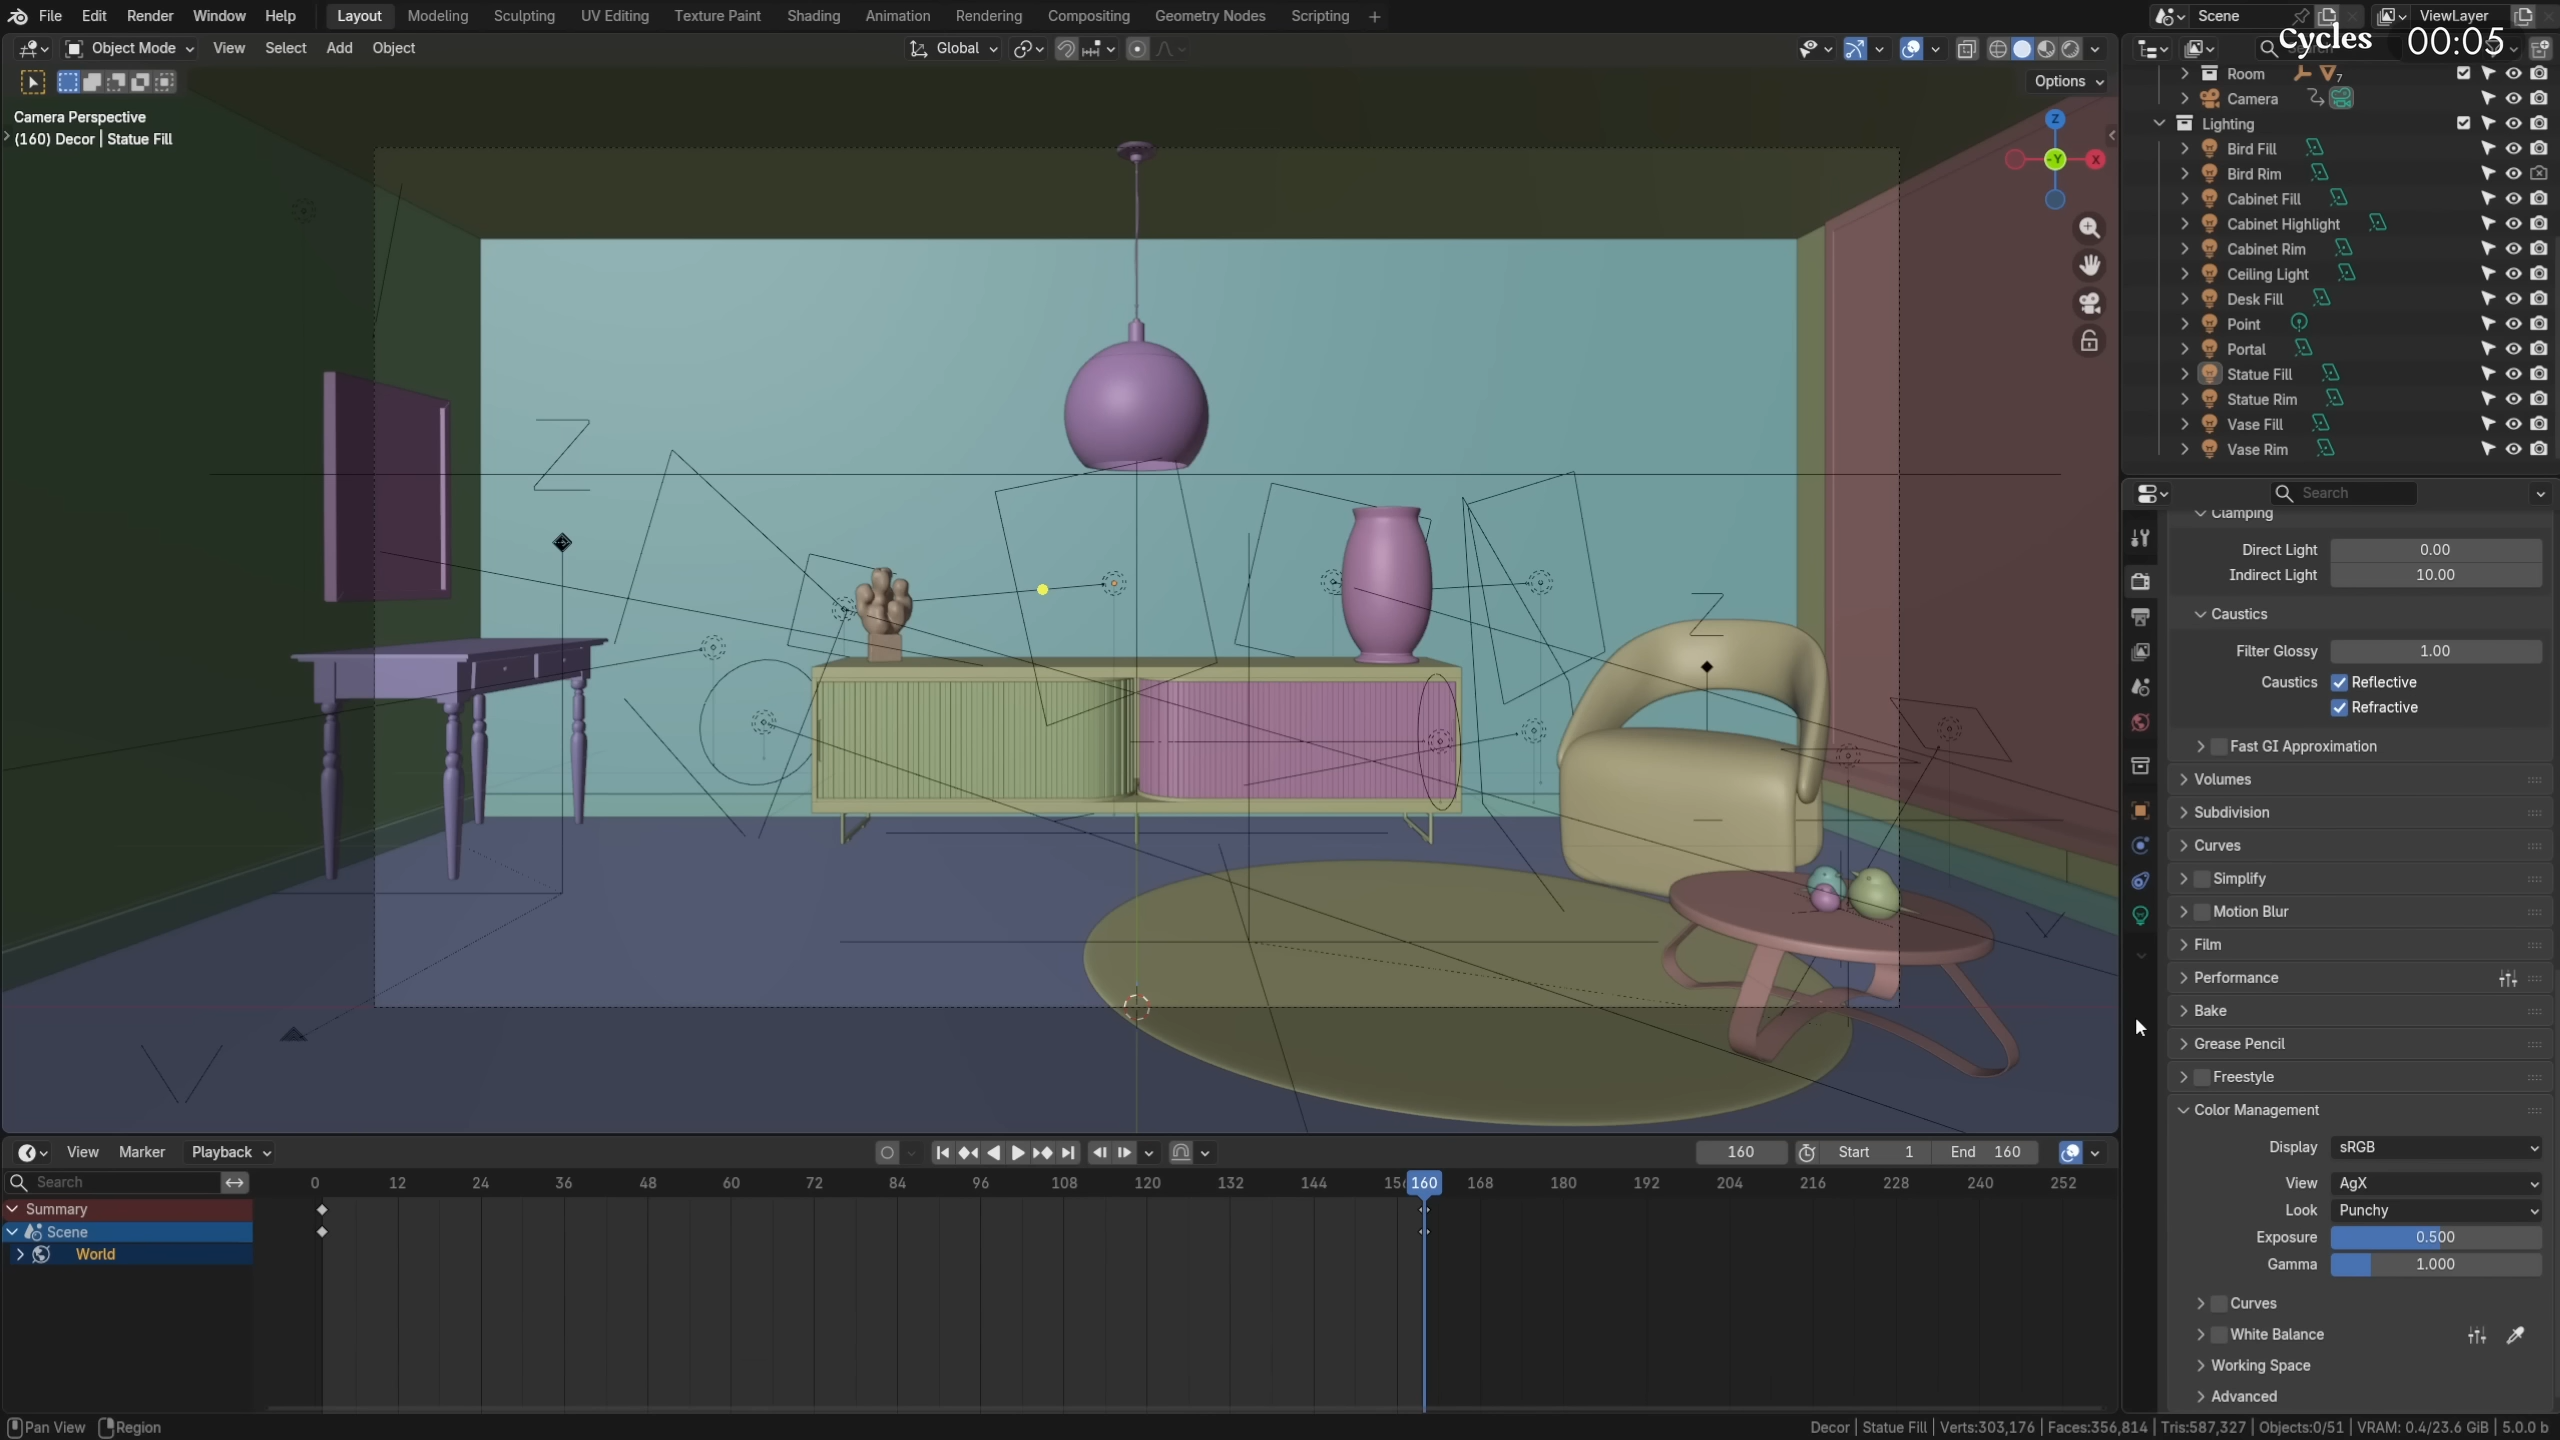 File Edit Render Window Help Layout Modeling Sculpting UV Editing Texture Paint Shading Animation Rendering Compositing Geometry Nodes Scripting
Scene ViewLayer
Cycles 00:05
Object Mode View Select Add Object Global
Options
Camera Perspective
(160) Decor | Statue Fill
Z
Y
X
Room 7
Camera
Lighting
Bird Fill
Bird Rim
Cabinet Fill
Cabinet Highlight
Cabinet Rim
Ceiling Light
Desk Fill
Point
Portal
Statue Fill
Statue Rim
Vase Fill
Vase Rim
Search
Clamping
Direct Light 0.00
Indirect Light 10.00
Caustics
Filter Glossy 1.00
Caustics Reflective
Refractive
Fast GI Approximation
Volumes
Subdivision
Curves
Simplify
Motion Blur
Film
Performance
Bake
Grease Pencil
Freestyle
Color Management
Display sRGB
View AgX
Look Punchy
Exposure 0.500
Gamma 1.000
Curves
White Balance
Working Space
Advanced
View Marker Playback 160 Start 1 End 160
Search 0 12 24 36 48 60 72 84 96 108 120 132 144 160 168 180 192 204 216 228 240 252
Summary
Scene
World
Pan View Region Decor | Statue Fill | Verts:303,176 | Faces:356,814 | Tris:587,327 | Objects:0/51 | VRAM: 0.4/23.6 GiB | 5.0.0 b